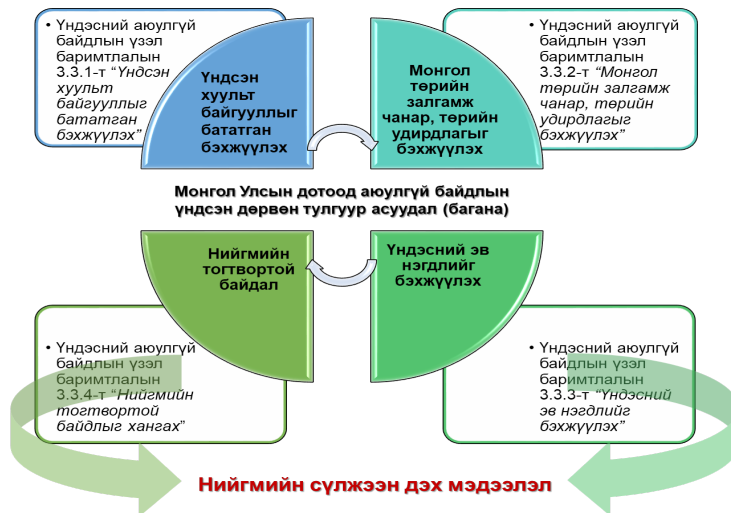 • Үндэсний аюулгүй
байдлын үзэл
баримтлалын
3.3.1-т “Үндсэн
хуульт
байгууллыг
бататган
бэхжүүлэх”
Үндсэн
хуульт
байгууллыг
бататган
бэхжүүлэх
Монгол
төрийн
залгамж
чанар, төрийн
удирдлагыг
бэхжүүлэх
• Үндэсний аюулгүй
байдлын үзэл
баримтлалын
3.3.2-т “Монгол
төрийн залгамж
чанар, төрийн
удирдлагыг
бэхжүүлэх”
Монгол Улсын дотоод аюулгүй байдлын
үндсэн дөрвөн тулгуур асуудал (багана)
Нийгмийн
тогтвортой
байдал
Үндэсний эв
нэгдлийг
бэхжүүлэх
• Үндэсний аюулгүй
байдлын үзэл
баримтлалын
3.3.4-т “Нийгмийн
тогтвортой
байдлыг хангах”
• Үндэсний аюулгүй
байдлын үзэл
баримтлалын
3.3.3-т “Үндэсний
эв нэгдлийг
бэхжүүлэх”
Нийгмийн сүлжээн дэх мэдээлэл